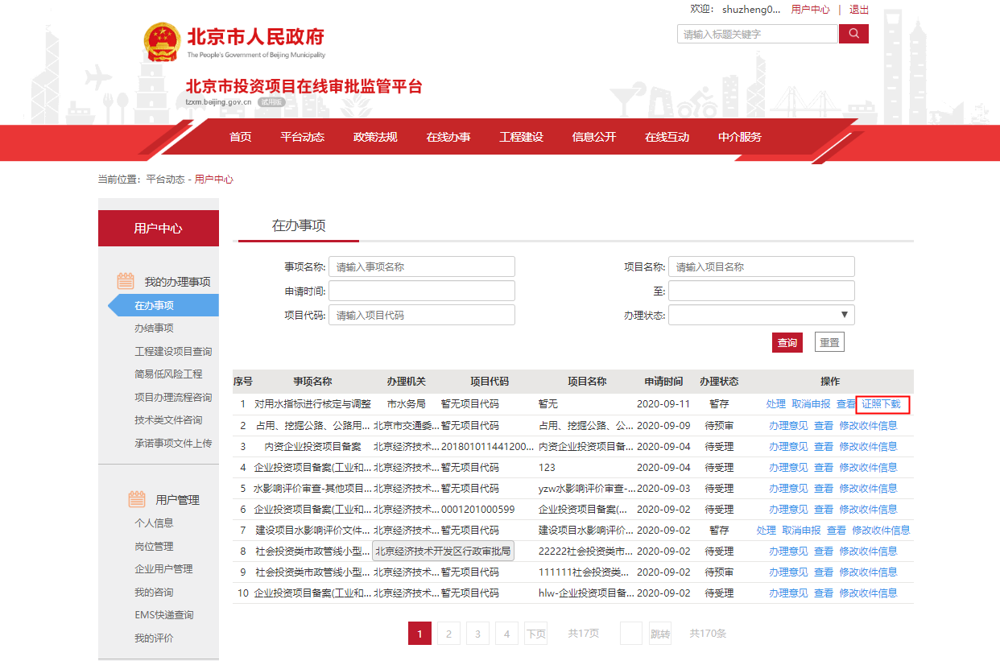 欢迎： shuzheng0... 用户中心 | 退出
北京市人民政府
The People's Government of Beijing Municipality
请输入标题关键字
北京市投资项目在线审批监管平台
tzxm.beijing.gov.cn 试用版
首页 平台动态 政策法规 在线办事 工程建设 信息公开 在线互动 中介服务
当前位置：平台动态 - 用户中心
用户中心
我的办理事项
在办事项
办结事项
工程建设项目查询
简易低风险工程
项目办理流程咨询
技术类文件咨询
承诺事项文件上传
用户管理
个人信息
岗位管理
企业用户管理
我的咨询
EMS快递查询
我的评价
在办事项
事项名称: 请输入事项名称 项目名称: 请输入项目名称
申请时间: 至:
项目代码: 请输入项目代码 办理状态: ▼
查询 重置
序号 事项名称 办理机关 项目代码 项目名称 申请时间 办理状态 操作
1 对用水指标进行核定与调整 市水务局 暂无项目代码 暂无 2020-09-11 暂存 处理 取消申报 查看 证照下载
2 占用、挖掘公路、公路用... 北京市交通委... 暂无项目代码 占用、挖掘公路、公... 2020-09-09 待预审 办理意见 查看 修改收件信息
3 内资企业投资项目备案 北京经济技术... 201801011441200... 内资企业投资项目备... 2020-09-04 待受理 办理意见 查看 修改收件信息
4 企业投资项目备案(工业和... 北京经济技术... 暂无项目代码 123 2020-09-04 待受理 办理意见 查看 修改收件信息
5 水影响评价审查-其他项目... 北京经济技术... 暂无项目代码 yzw水影响评价审查-... 2020-09-03 待受理 办理意见 查看 修改收件信息
6 企业投资项目备案(工业和... 北京经济技术... 0001201000599 企业投资项目备案(... 2020-09-02 待受理 办理意见 查看 修改收件信息
7 建设项目水影响评价文件... 北京经济技术... 暂无项目代码 建设项目水影响评价... 2020-09-02 暂存 处理 取消申报 查看 修改收件信息
8 社会投资类市政管线小型... 北京经济技术开发区行政审批局 22222社会投资类市... 2020-09-02 待受理 办理意见 查看 修改收件信息
9 社会投资类市政管线小型... 北京经济技术... 暂无项目代码 111111社会投资类... 2020-09-02 待预审 办理意见 查看 修改收件信息
10 企业投资项目备案(工业和... 北京经济技术... 暂无项目代码 hlw-企业投资项目备... 2020-09-02 待受理 办理意见 查看 修改收件信息
1 2 3 4 下页 共17页 跳转 共170条